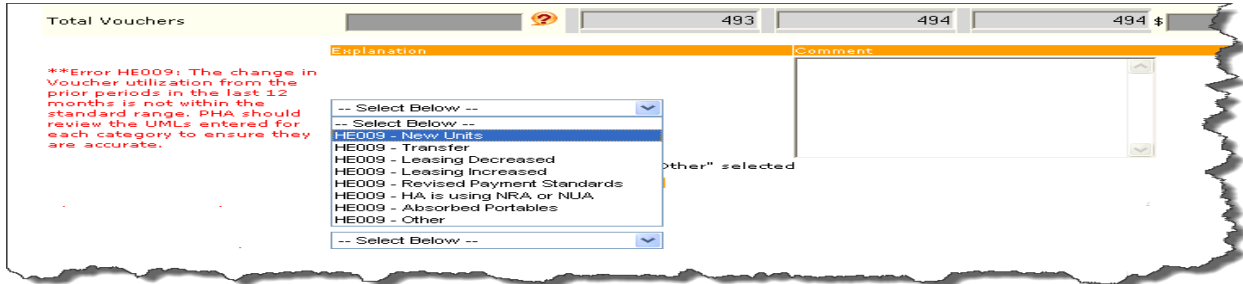 Total Vouchers 493 494 494 $
Explanation Comment
**Error HE009: The change in
Voucher utilization from the
prior periods in the last 12
months is not within the
standard range. PHA should
review the UMLs entered for
each category to ensure they
are accurate.
-- Select Below --
-- Select Below --
HE009 - New Units
HE009 - Transfer
HE009 - Leasing Decreased
HE009 - Leasing Increased
Other" selected
HE009 - Revised Payment Standards
HE009 - HA is using NRA or NUA
HE009 - Absorbed Portables
HE009 - Other
-- Select Below --